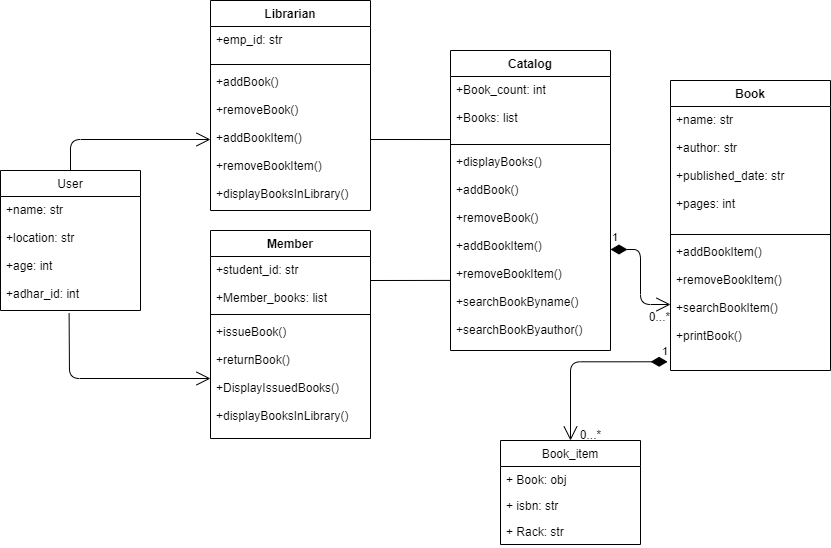 Librarian
+emp_id: str
+addBook()
+removeBook()
+addBookItem()
+removeBookItem()
+displayBooksInLibrary()
User
+name: str
+location: str
+age: int
+adhar_id: int
Member
+student_id: str
+Member_books: list
+issueBook()
+returnBook()
+DisplayIssuedBooks()
+displayBooksInLibrary()
Catalog
+Book_count: int
+Books: list
+displayBooks()
+addBook()
+removeBook()
+addBookItem()
+removeBookItem()
+searchBookByname()
+searchBookByauthor()
1
0...*
Book
+name: str
+author: str
+published_date: str
+pages: int
+addBookItem()
+removeBookItem()
+searchBookItem()
+printBook()
1
0...*
Book_item
+ Book: obj
+ isbn: str
+ Rack: str